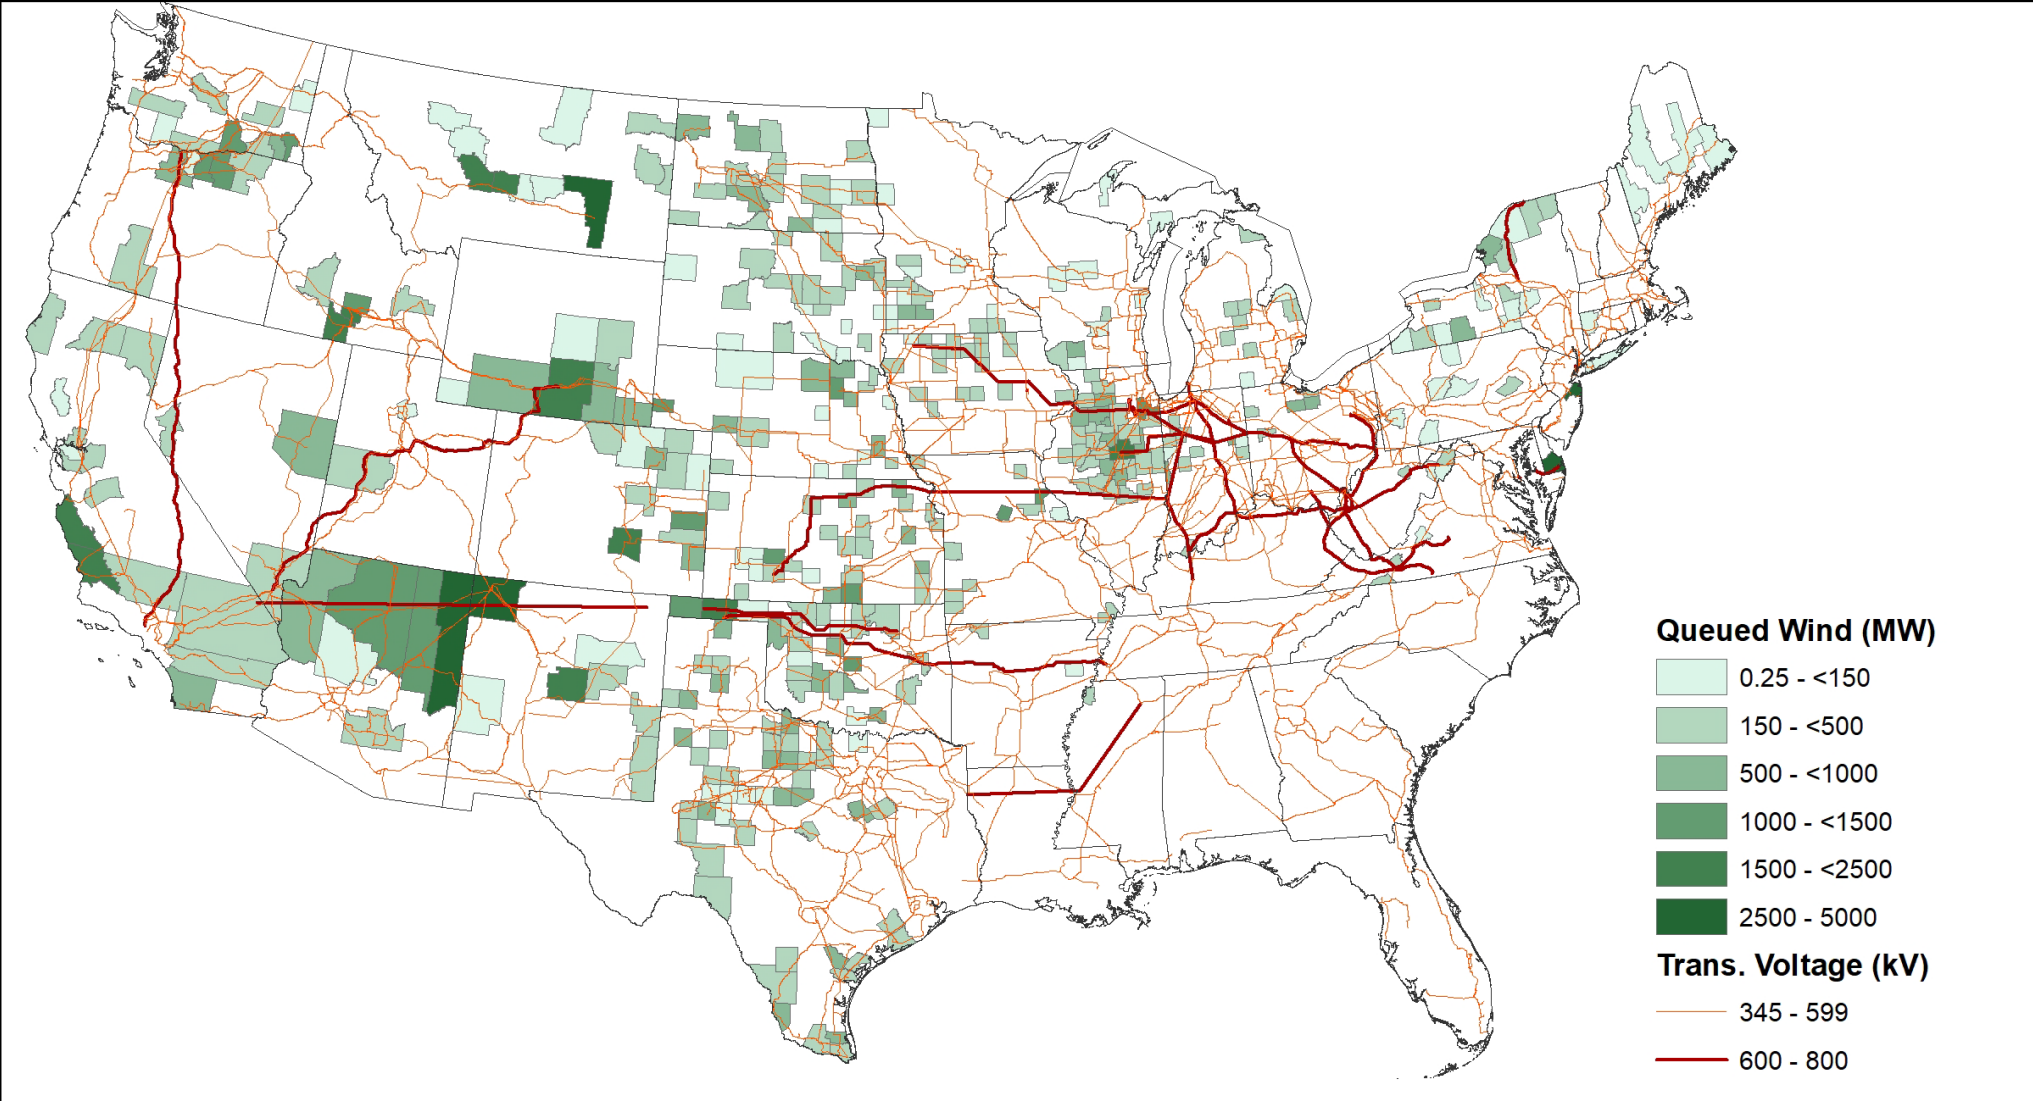 Queued Wind (MW)
0.25 - <150
150 - <500
500 - <1000
1000 - <1500
1500 - <2500
2500 - 5000
Trans. Voltage (kV)
345 - 599
600 - 800